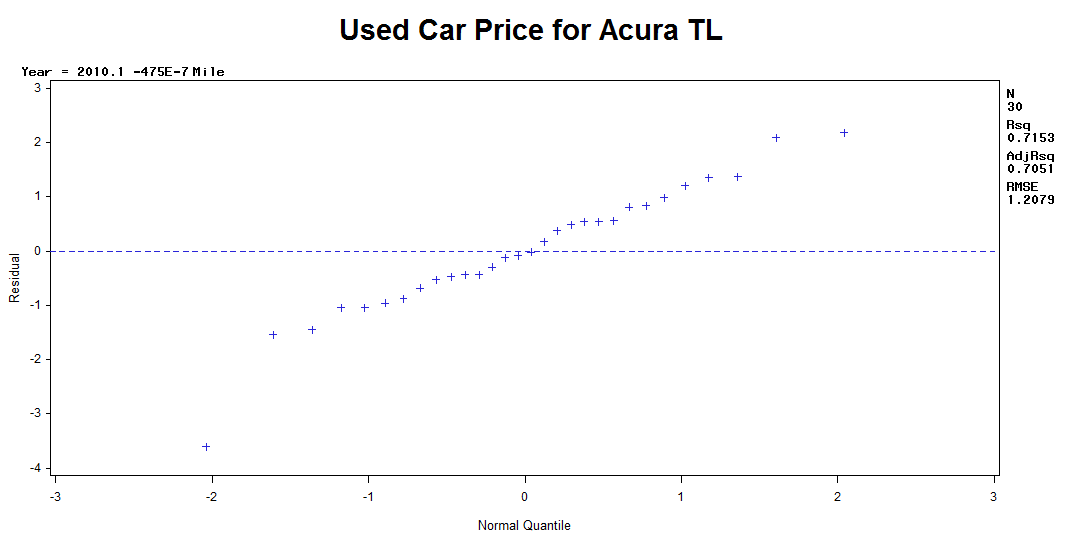 Used Car Price for Acura TL
Year = 2010.1 -475E-7 Mile
3
2
1
0
-1
-2
-3
-4
Residual
-3
-2
-1
0
1
2
3
Normal Quantile
N
30
Rsq
0.7153
AdjRsq
0.7051
RMSE
1.2079